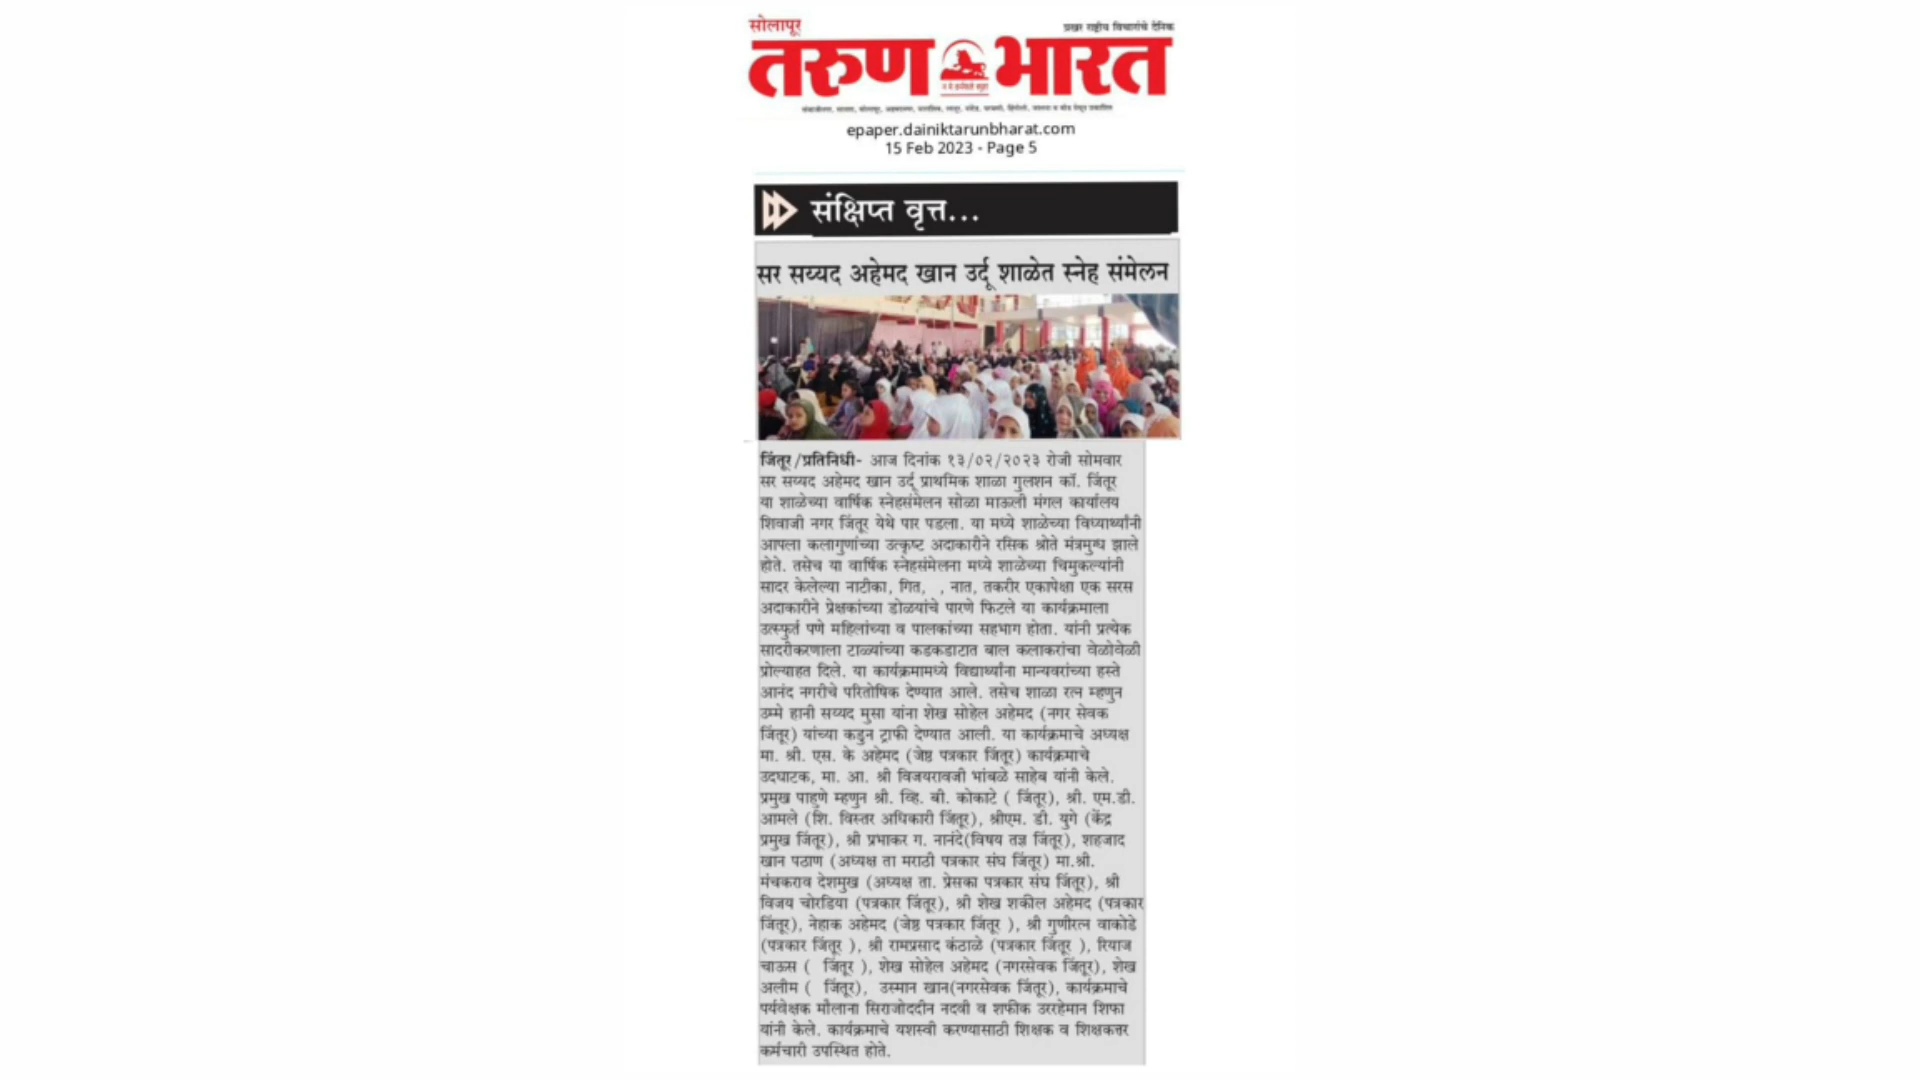 सोलापूर
प्रखर राष्ट्रीय विचारांचे दैनिक
तरुण भारत
epaper.dainiktarunbharat.com
15 Feb 2023 - Page 5
संक्षिप्त वृत्त...
सर सय्यद अहेमद खान उर्दू शाळेत स्नेह संमेलन
जिंतूर/प्रतिनिधी- आज दिनांक १३/०२/२०२३ रोजी सोमवार
सर सय्यद अहेमद खान उर्दू प्राथमिक शाळा गुलशन कॉ. जिंतूर
या शाळेच्या वार्षिक स्नेहसंमेलन सोळा माऊली मंगल कार्यालय
शिवाजी नगर जिंतूर येथे पार पडला. या मध्ये शाळेच्या विध्यार्थ्यांनी
आपला कलागुणांच्या उत्कृष्ट अदाकारीने रसिक श्रोते मंत्रमुग्ध झाले
होते. तसेच या वार्षिक स्नेहसंमेलना मध्ये शाळेच्या चिमुकल्यांनी
सादर केलेल्या नाटीका, गित, , नात, तकरीर एकापेक्षा एक सरस
अदाकारीने प्रेक्षकांच्या डोळयांचे पारणे फिटले या कार्यक्रमाला
उत्स्फुर्त पणे महिलांच्या व पालकांच्या सहभाग होता. यांनी प्रत्येक
सादरीकरणाला टाळ्यांच्या कडकडाटात बाल कलाकरांचा वेळोवेळी
प्रोत्याहत दिले. या कार्यक्रमामध्ये विद्यार्थ्यांना मान्यवरांच्या हस्ते
आनंद नगरीचे परितोषिक देण्यात आले. तसेच शाळा रत्न म्हणुन
उम्मे हानी सय्यद मुसा यांना शेख सोहेल अहेमद (नगर सेवक
जिंतूर) यांच्या कडुन ट्राफी देण्यात आली. या कार्यक्रमाचे अध्यक्ष
मा. श्री. एस. के अहेमद (जेष्ठ पत्रकार जिंतूर) कार्यक्रमाचे
उदघाटक, मा. आ. श्री विजयरावजी भांबळे साहेब यांनी केले.
प्रमुख पाहुणे म्हणुन श्री. व्हि. बी. कोकाटे ( जिंतूर), श्री. एम.डी.
आमले (शि. विस्तर अधिकारी जिंतूर), श्रीएम. डी. युगे (केंद्र
प्रमुख जिंतूर), श्री प्रभाकर ग. नानंदे(विषय तज्ञ जिंतूर), शहजाद
खान पठाण (अध्यक्ष ता मराठी पत्रकार संघ जिंतूर) मा.श्री.
मंचकराव देशमुख (अध्यक्ष ता. प्रेसका पत्रकार संघ जिंतूर), श्री
विजय चोरडिया (पत्रकार जिंतूर), श्री शेख शकील अहेमद (पत्रकार
जिंतूर), नेहाक अहेमद (जेष्ठ पत्रकार जिंतूर ), श्री गुणीरत्न वाकोडे
(पत्रकार जिंतूर ), श्री रामप्रसाद कंठाळे (पत्रकार जिंतूर ), रियाज
चाऊस ( जिंतूर ), शेख सोहेल अहेमद (नगरसेवक जिंतूर), शेख
अलीम ( जिंतूर), उस्मान खान(नगरसेवक जिंतूर), कार्यक्रमाचे
पर्यवेक्षक मौलाना सिराजोददीन नदवी व शफीक उररहेमान शिफा
यांनी केले. कार्यक्रमाचे यशस्वी करण्यासाठी शिक्षक व शिक्षकत्तर
कर्मचारी उपस्थित होते.